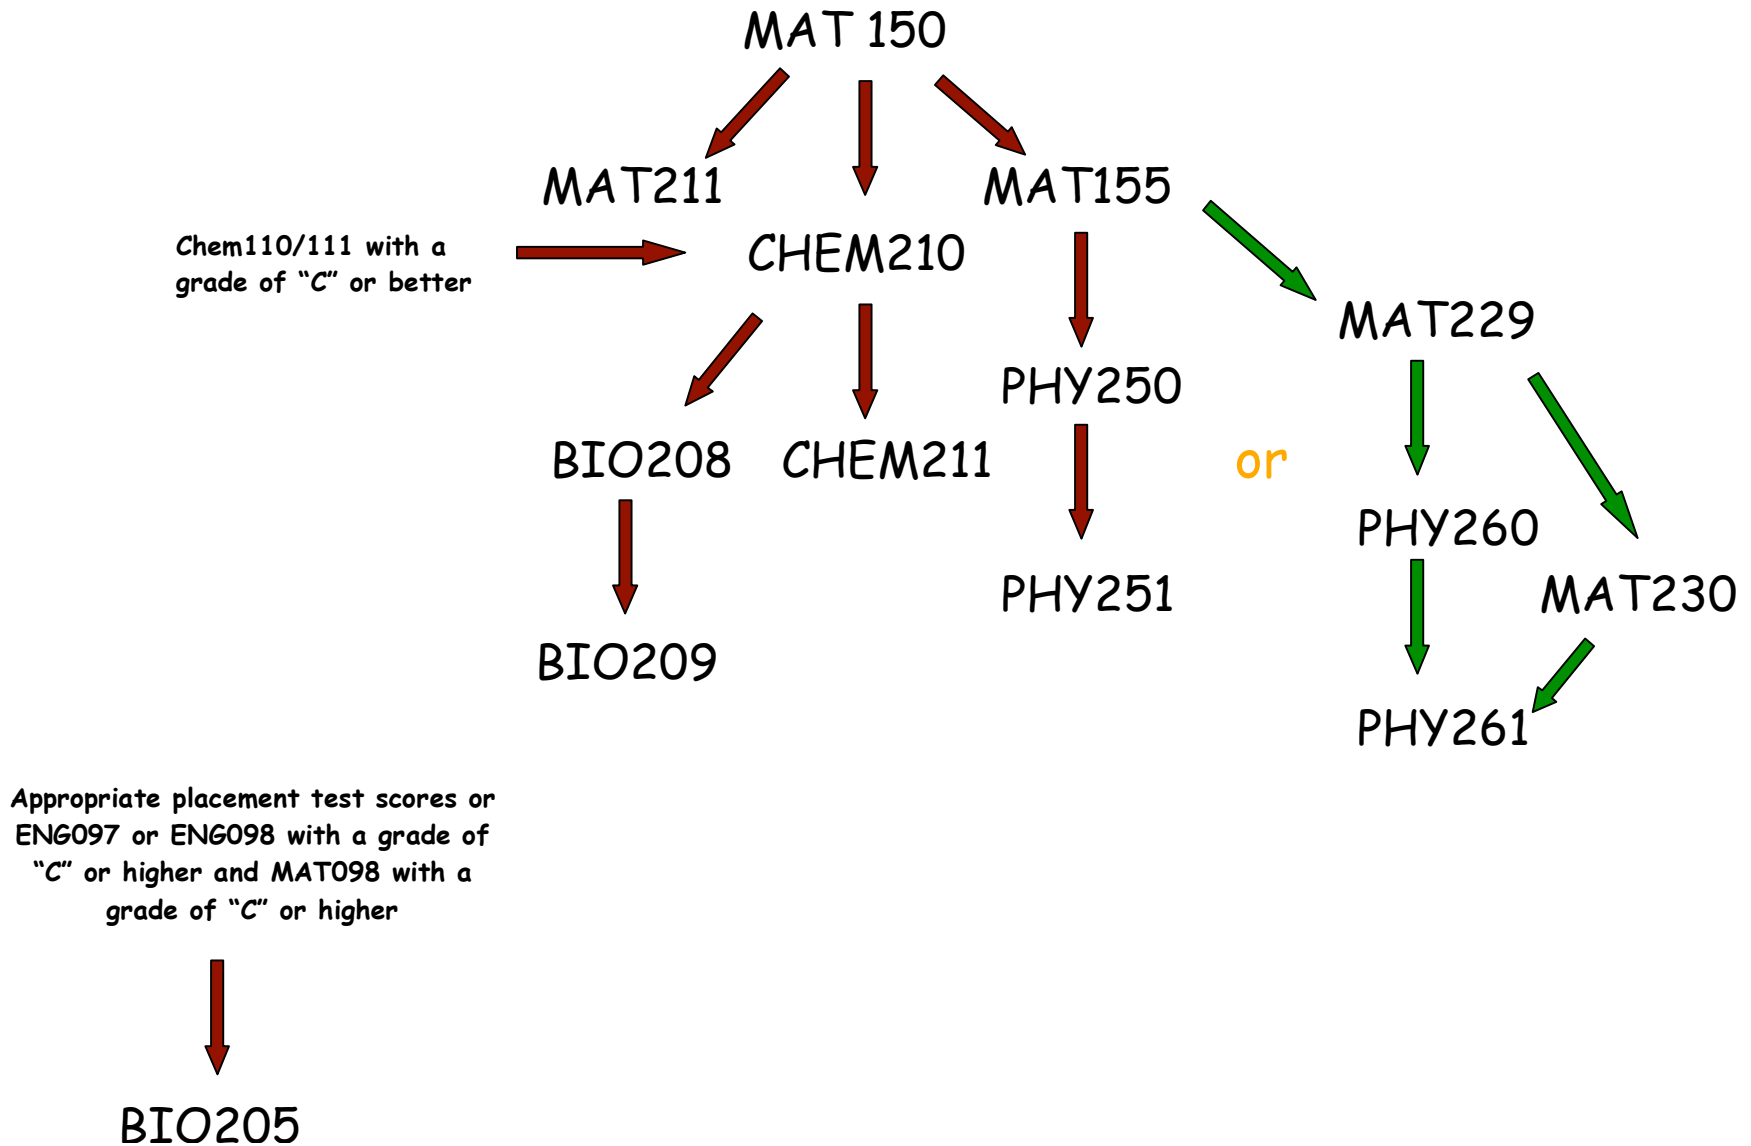 MAT 150
MAT211
MAT155
Chem110/111 with a
grade of “C” or better
CHEM210
MAT229
PHY250
BIO208
CHEM211
or
PHY260
PHY251
MAT230
BIO209
PHY261
Appropriate placement test scores or
ENG097 or ENG098 with a grade of
“C” or higher and MAT098 with a
grade of “C” or higher
BIO205